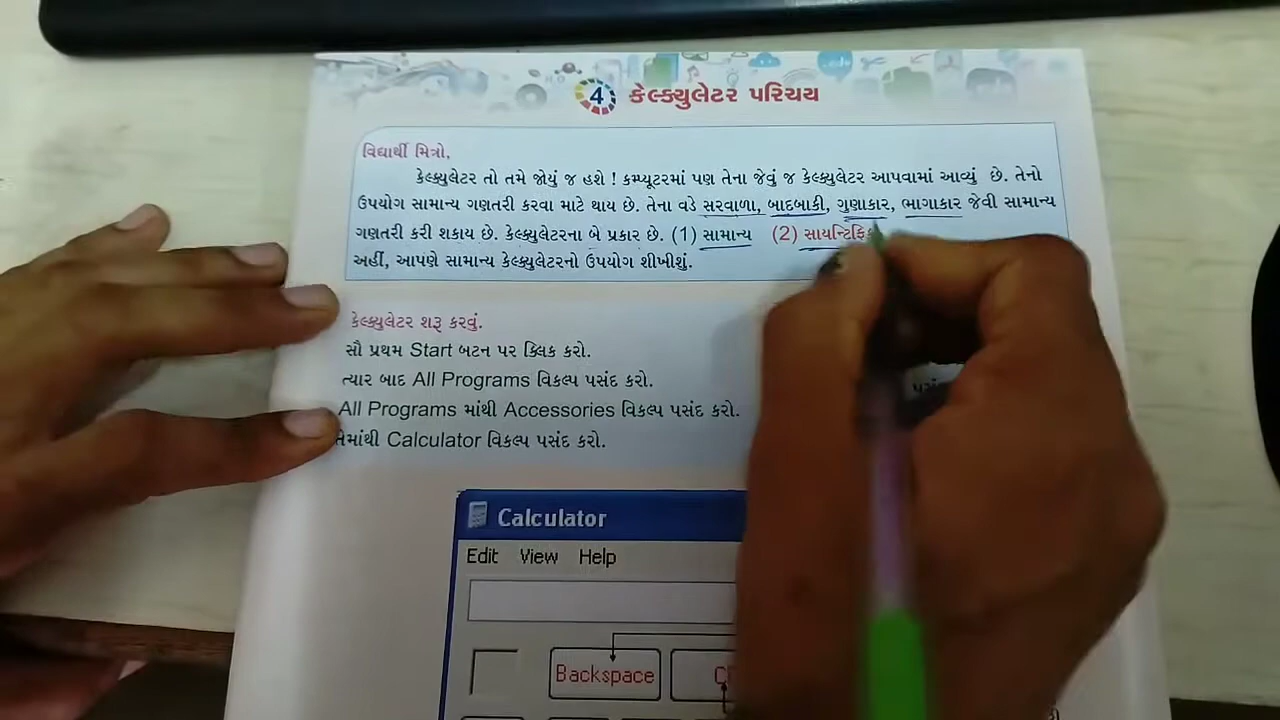 4 કેલ્ક્યુલેટર પરિચય
વિદ્યાર્થી મિત્રો,
કેલ્ક્યુલેટર તો તમે જોયું જ હશે ! કમ્પ્યૂટરમાં પણ તેના જેવું જ કેલ્ક્યુલેટર આપવામાં આવ્યું છે. તેનો
ઉપયોગ સામાન્ય ગણતરી કરવા માટે થાય છે. તેના વડે સરવાળા, બાદબાકી, ગુણાકાર, ભાગાકાર જેવી સામાન્ય
ગણતરી કરી શકાય છે. કેલ્ક્યુલેટરના બે પ્રકાર છે. (1) સામાન્ય (2)
અહીં, આપણે સામાન્ય કેલ્ક્યુલેટરનો ઉપયોગ શીખીશું.
કેલ્ક્યુલેટર શરૂ કરવું.
સૌ પ્રથમ Start બટન પર ક્લિક કરો.
ત્યાર બાદ All Programs વિકલ્પ પસંદ કરો.
All Programs માંથી Accessories વિકલ્પ પસંદ કરો.
તેમાંથી Calculator વિકલ્પ પસંદ કરો.
Calculator
Edit View Help
Backspace